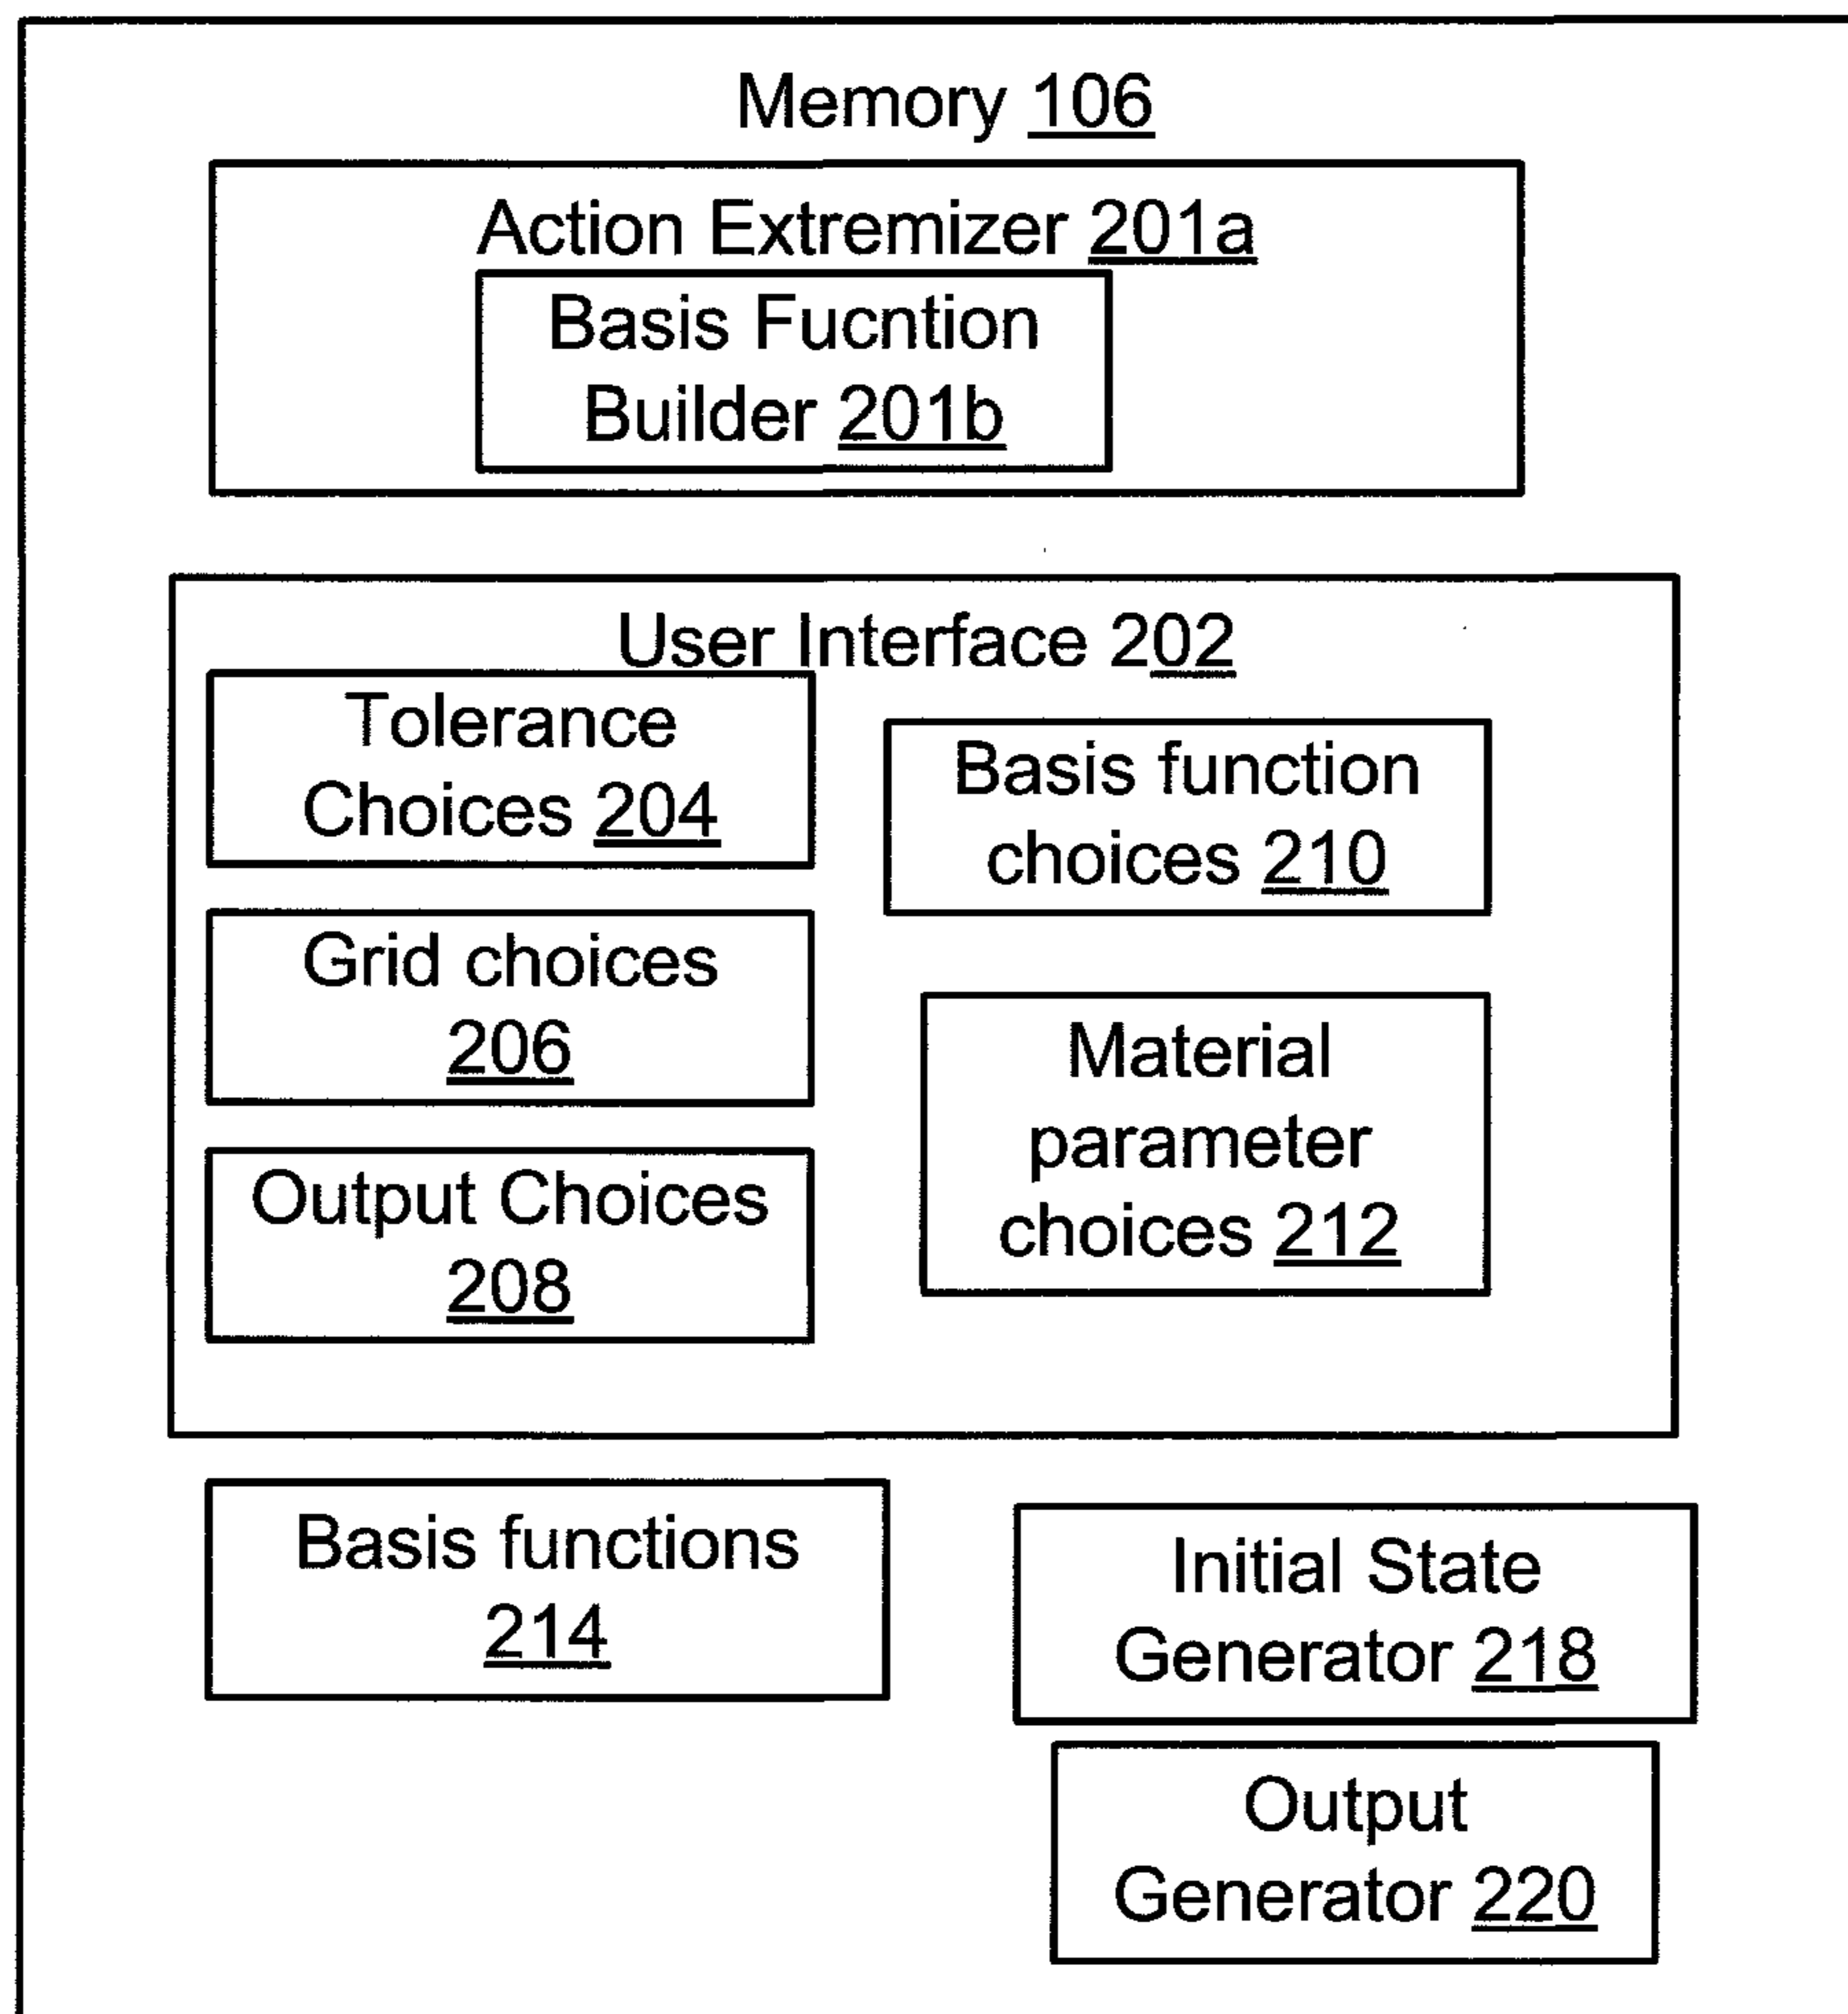 Memory 106
Action Extremizer 201a
Basis Fucntion
Builder 201b
User Interface 202
Tolerance
Choices 204
Grid choices
206
Output Choices
208
Basis function
choices 210
Material
parameter
choices 212
Basis functions
214
Initial State
Generator 218
Output
Generator 220